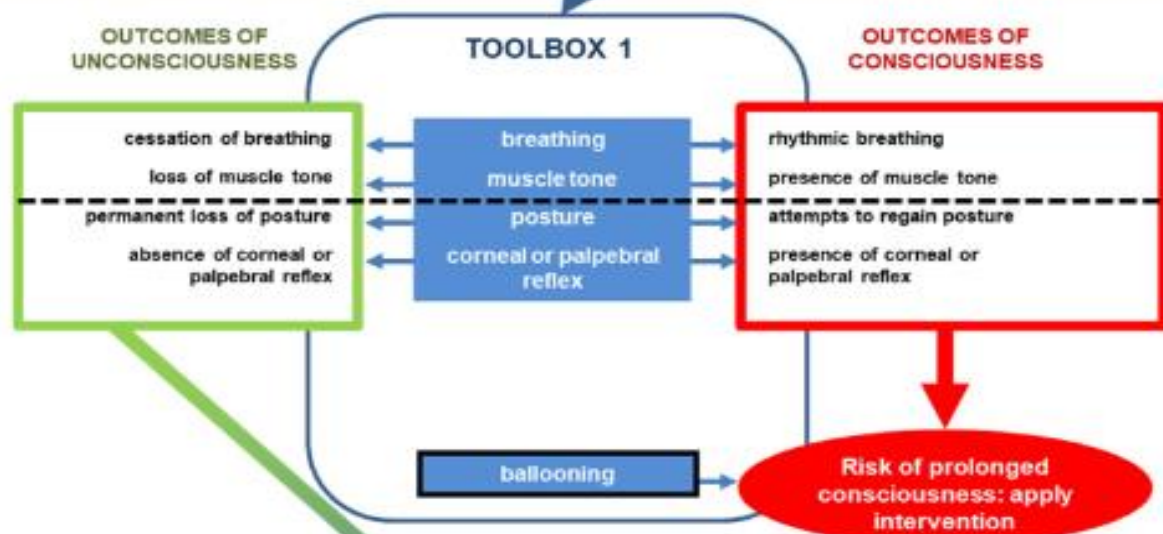 OUTCOMES OF
UNCONSCIOUSNESS
TOOLBOX 1
OUTCOMES OF
CONSCIOUSNESS
cessation of breathing
breathing
rhythmic breathing
loss of muscle tone
muscle tone
presence of muscle tone
permanent loss of posture
posture
attempts to regain posture
absence of corneal or
palpebral reflex
corneal or palpebral
reflex
presence of corneal or
palpebral reflex
ballooning
Risk of prolonged
consciousness: apply
intervention